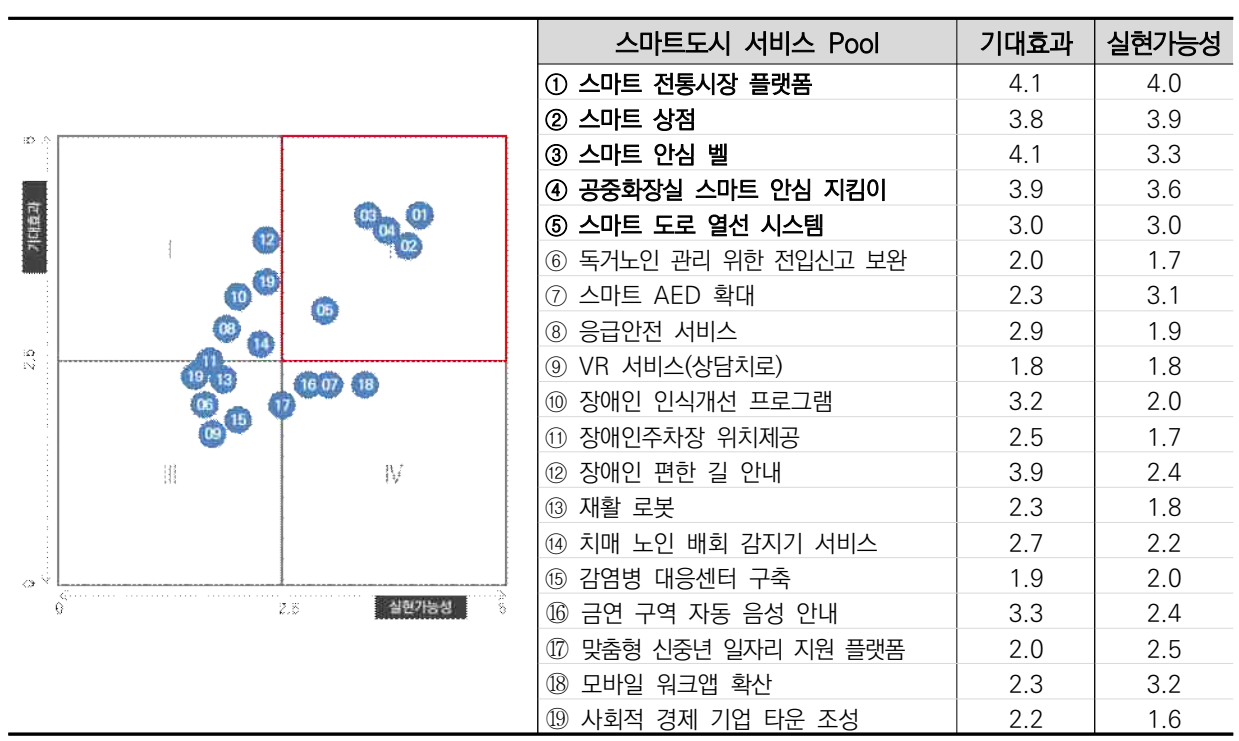 5
기대효과
03
01
04
02
12
I
19
10
05
08
14
2.5
11
19
13
16
07
18
06
17
15
09
III
IV
0
0
2.5
실현가능성
5
스마트도시 서비스 Pool 기대효과 실현가능성
① 스마트 전통시장 플랫폼 4.1 4.0
② 스마트 상점 3.8 3.9
③ 스마트 안심 벨 4.1 3.3
④ 공중화장실 스마트 안심 지킴이 3.9 3.6
⑤ 스마트 도로 열선 시스템 3.0 3.0
⑥ 독거노인 관리 위한 전입신고 보완 2.0 1.7
⑦ 스마트 AED 확대 2.3 3.1
⑧ 응급안전 서비스 2.9 1.9
⑨ VR 서비스(상담치로) 1.8 1.8
⑩ 장애인 인식개선 프로그램 3.2 2.0
⑪ 장애인주차장 위치제공 2.5 1.7
⑫ 장애인 편한 길 안내 3.9 2.4
⑬ 재활 로봇 2.3 1.8
⑭ 치매 노인 배회 감지기 서비스 2.7 2.2
⑮ 감염병 대응센터 구축 1.9 2.0
⑯ 금연 구역 자동 음성 안내 3.3 2.4
⑰ 맞춤형 신중년 일자리 지원 플랫폼 2.0 2.5
⑱ 모바일 워크앱 확산 2.3 3.2
⑲ 사회적 경제 기업 타운 조성 2.2 1.6